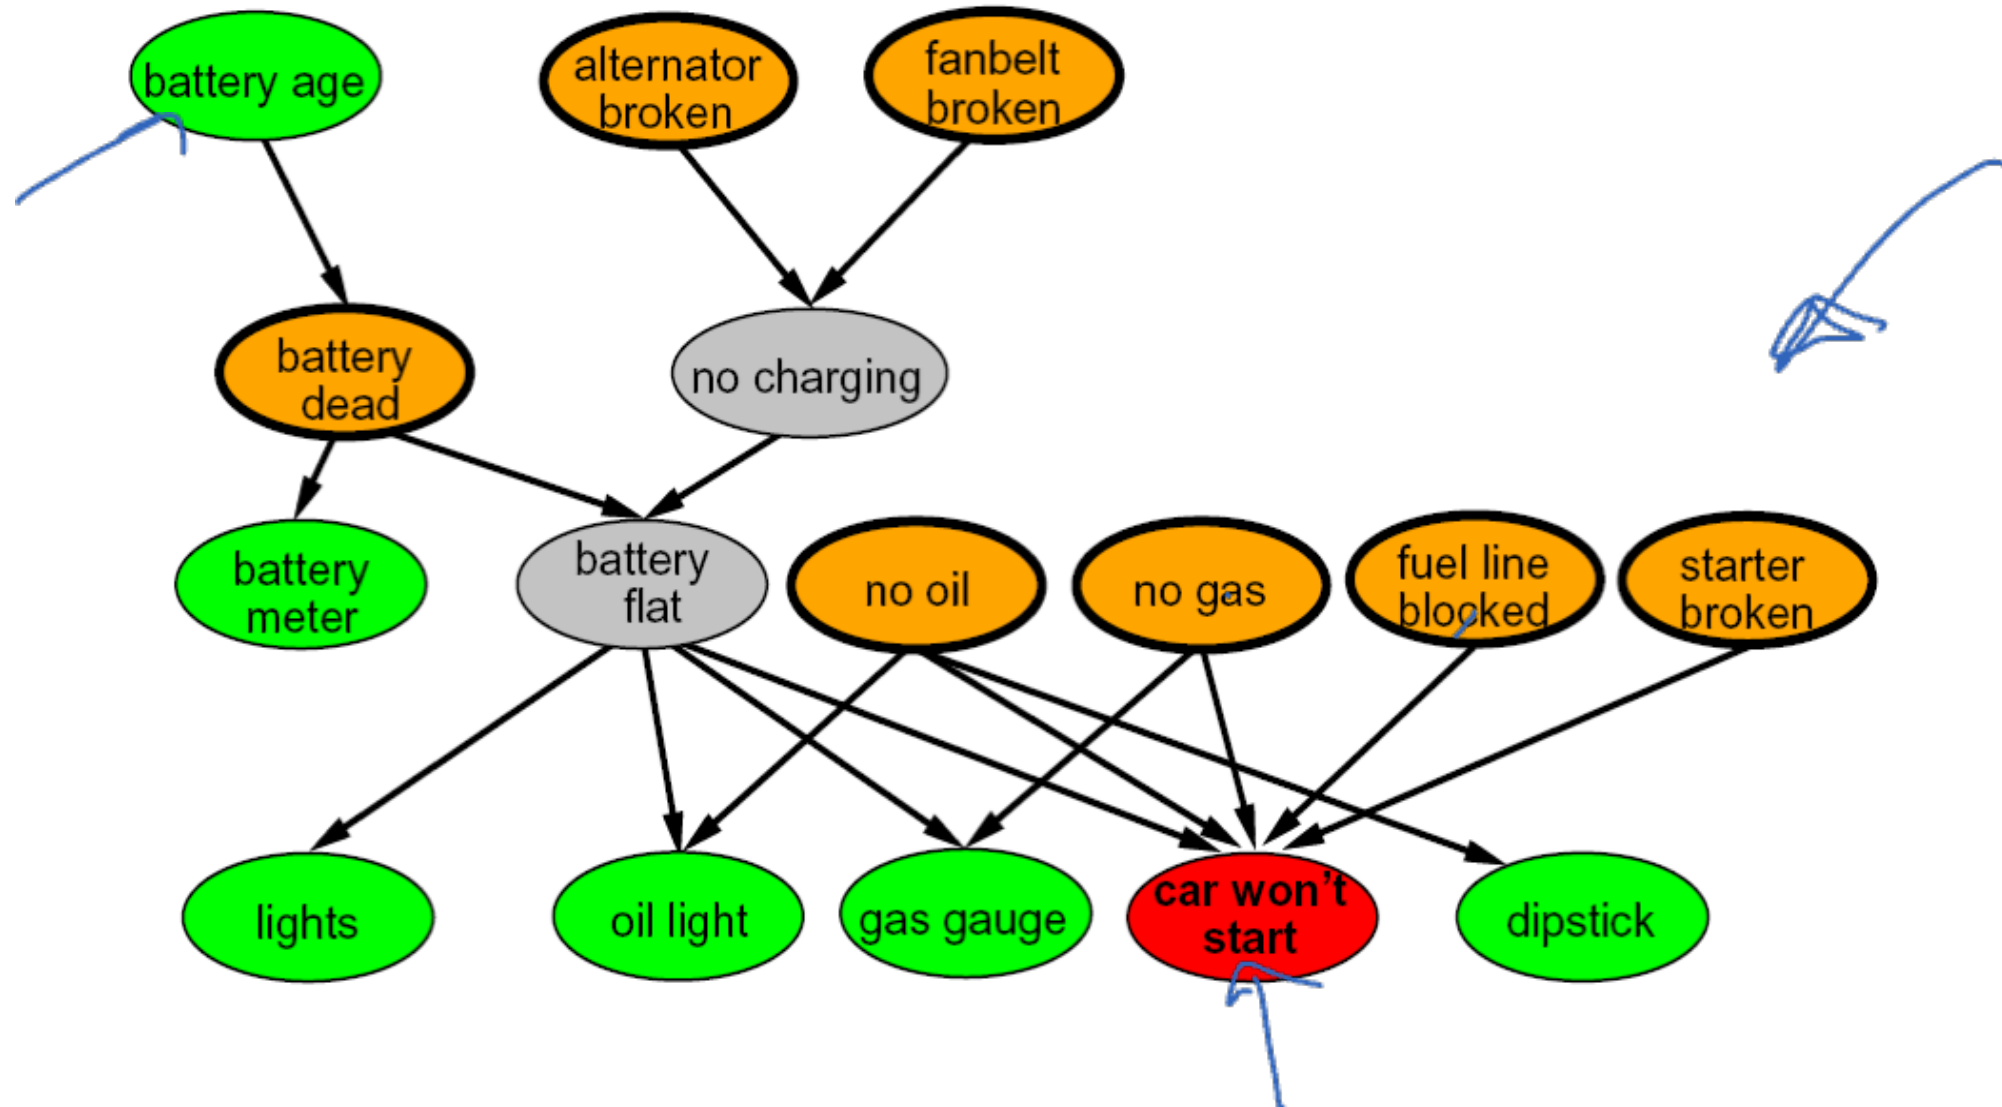 battery age
alternator
broken
fanbelt
broken
battery
dead
no charging
battery
meter
battery
flat
no oil
no gas
fuel line
blocked
starter
broken
lights
oil light
gas gauge
car won't
start
dipstick